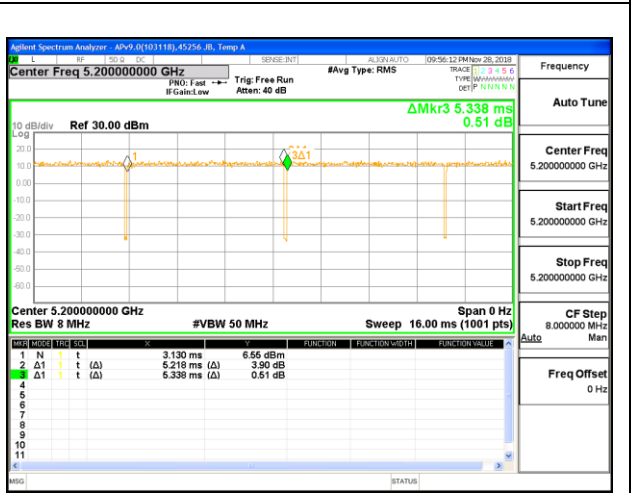 Agilent Spectrum Analyzer - APv9.0(103118),45256 JB, Temp A
L RF 50 Ω DC SENSE:INT ALIGN AUTO 09:56:12 PM Nov 28, 2018
Center Freq 5.200000000 GHz #Avg Type: RMS TRACE 1 2 3 4 5 6
PNO: Fast Trig: Free Run TYPE WWWWWW
IFGain:Low Atten: 40 dB DET P N N N N N
Frequency
Auto Tune
ΔMkr3 5.338 ms
0.51 dB
10 dB/div Ref 30.00 dBm
Log
20.0
10.0
0.00
-10.0
-20.0
-30.0
-40.0
-50.0
-60.0
1
3Δ1
Center Freq
5.200000000 GHz
Start Freq
5.200000000 GHz
Stop Freq
5.200000000 GHz
CF Step
8.000000 MHz
Auto Man
Freq Offset
0 Hz
Center 5.200000000 GHz Span 0 Hz
Res BW 8 MHz #VBW 50 MHz Sweep 16.00 ms (1001 pts)
MKR MODE TRC SCL X Y FUNCTION FUNCTION WIDTH FUNCTION VALUE
1 N 1 t 3.130 ms 6.55 dBm
2 Δ1 1 t (Δ) 5.218 ms (Δ) 3.90 dB
3 Δ1 1 t (Δ) 5.338 ms (Δ) 0.51 dB
4
5
6
7
8
9
10
11
MSG STATUS